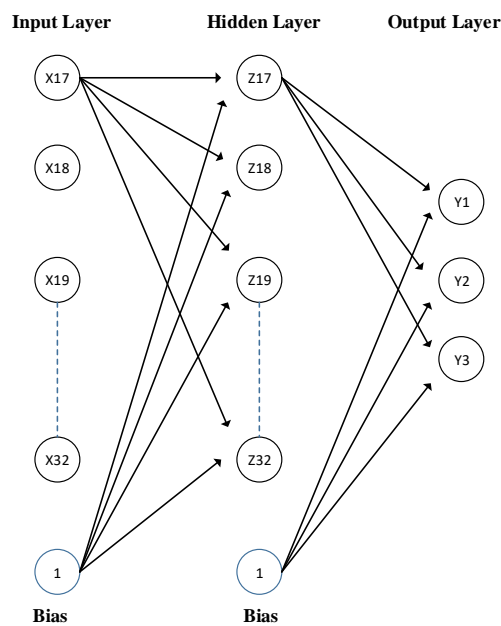 Input Layer Hidden Layer Output Layer
X17 Z17
X18 Z18
Y1
X19 Z19 Y2
Y3
X32 Z32
1 1
Bias Bias